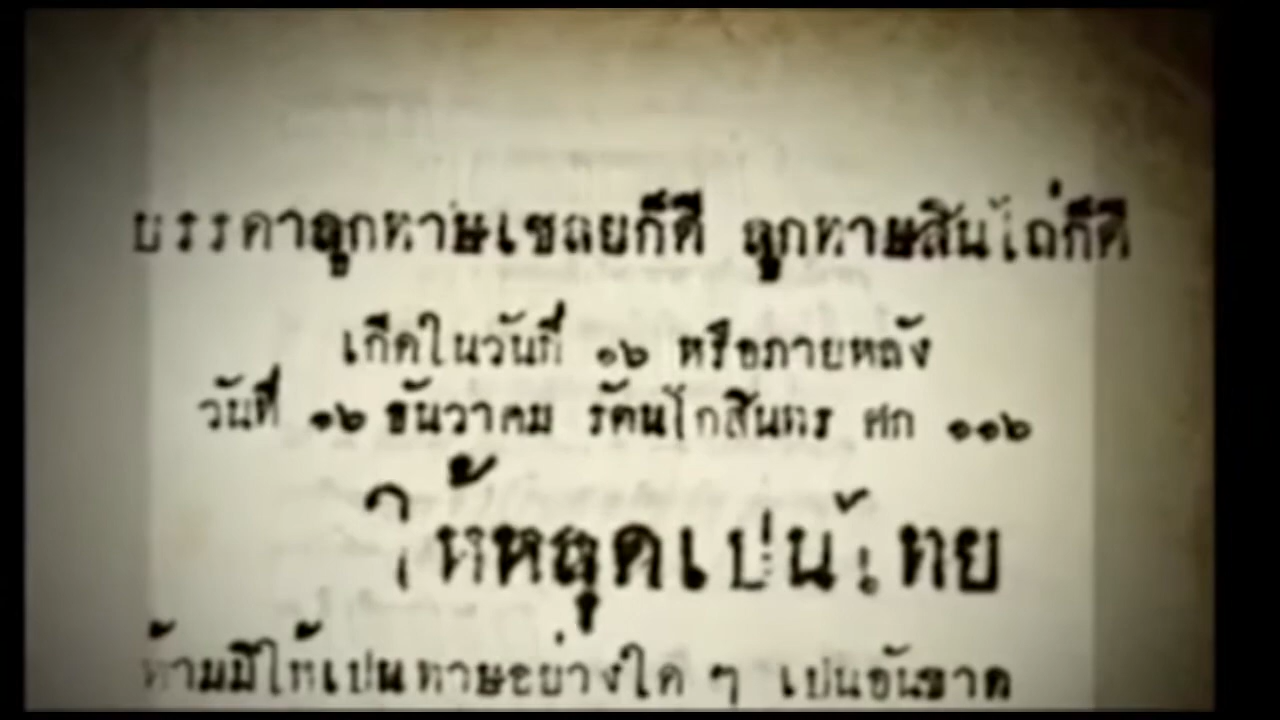 บรรดาลูกทาษเชลยก็ดี ลูกทาษสินไถ่ก็ดี
เกิดในวันที่ ๑๖ หรือภายหลัง
วันที่ ๑๖ ธันวาคม รัตนโกสินทร ศก ๑๑๖
ให้หลุดเปนไทย
ห้ามมิให้เปนทาษอย่างใด ๆ เปนอันขาด